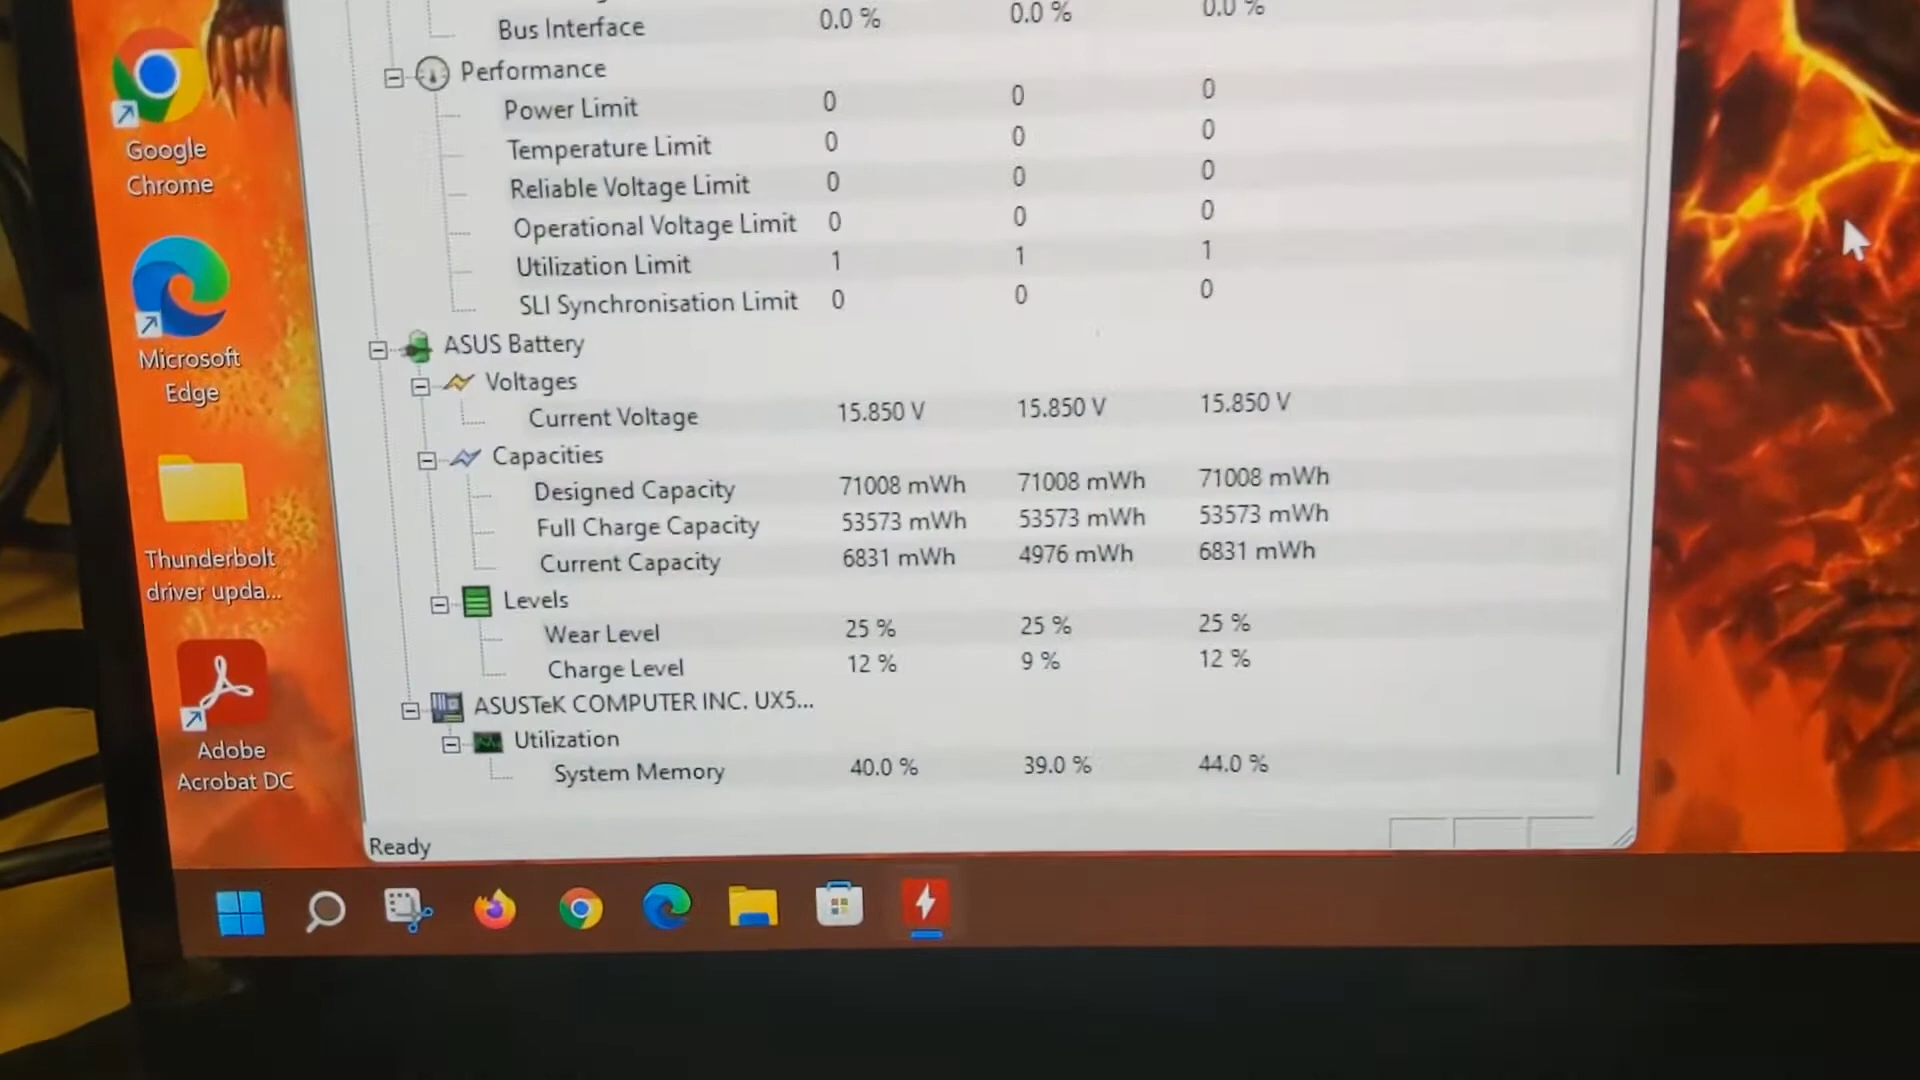 Bus Interface 0.0 % 0.0 % 0.0 %
Performance
Power Limit 0 0 0
Temperature Limit 0 0 0
Reliable Voltage Limit 0 0 0
Operational Voltage Limit 0 0 0
Utilization Limit 1 1 1
SLI Synchronisation Limit 0 0 0
ASUS Battery
Voltages
Current Voltage 15.850 V 15.850 V 15.850 V
Capacities
Designed Capacity 71008 mWh 71008 mWh 71008 mWh
Full Charge Capacity 53573 mWh 53573 mWh 53573 mWh
Current Capacity 6831 mWh 4976 mWh 6831 mWh
Levels
Wear Level 25 % 25 % 25 %
Charge Level 12 % 9 % 12 %
ASUSTeK COMPUTER INC. UX5...
Utilization
System Memory 40.0 % 39.0 % 44.0 %
Ready
Google
Chrome
Microsoft
Edge
Thunderbolt
driver upda...
Adobe
Acrobat DC